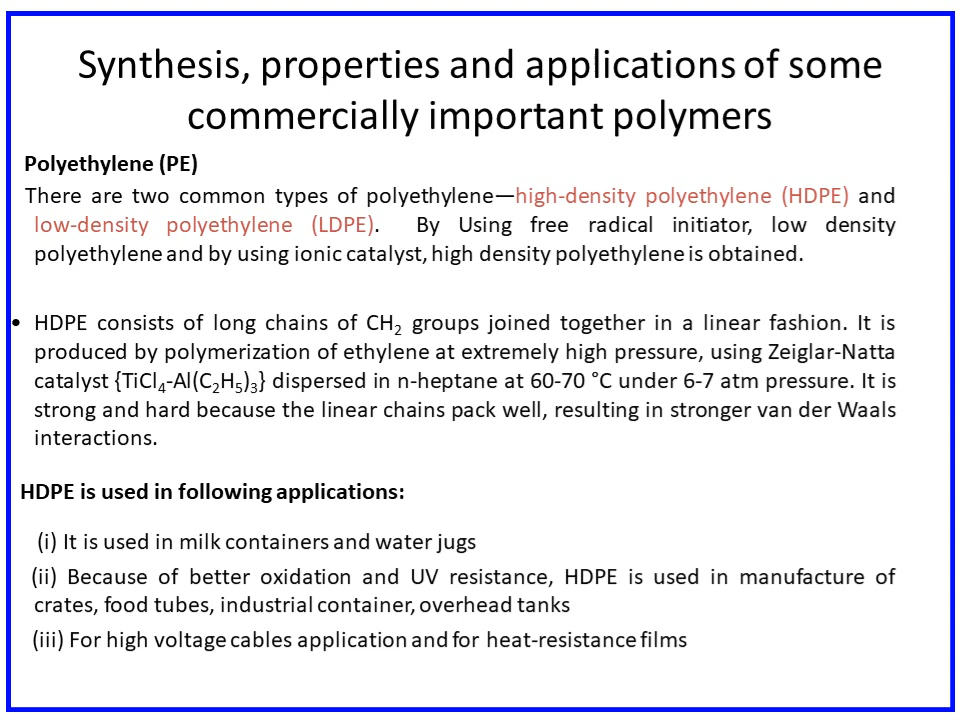 Synthesis, properties and applications of some
commercially important polymers
Polyethylene (PE)
There are two common types of polyethylene—high-density polyethylene (HDPE) and
low-density polyethylene (LDPE). By Using free radical initiator, low density
polyethylene and by using ionic catalyst, high density polyethylene is obtained.
• HDPE consists of long chains of CH₂ groups joined together in a linear fashion. It is
produced by polymerization of ethylene at extremely high pressure, using Zeiglar-Natta
catalyst {TiCl₄-Al(C₂H₅)₃} dispersed in n-heptane at 60-70 °C under 6-7 atm pressure. It is
strong and hard because the linear chains pack well, resulting in stronger van der Waals
interactions.
HDPE is used in following applications:
(i) It is used in milk containers and water jugs
(ii) Because of better oxidation and UV resistance, HDPE is used in manufacture of
crates, food tubes, industrial container, overhead tanks
(iii) For high voltage cables application and for heat-resistance films